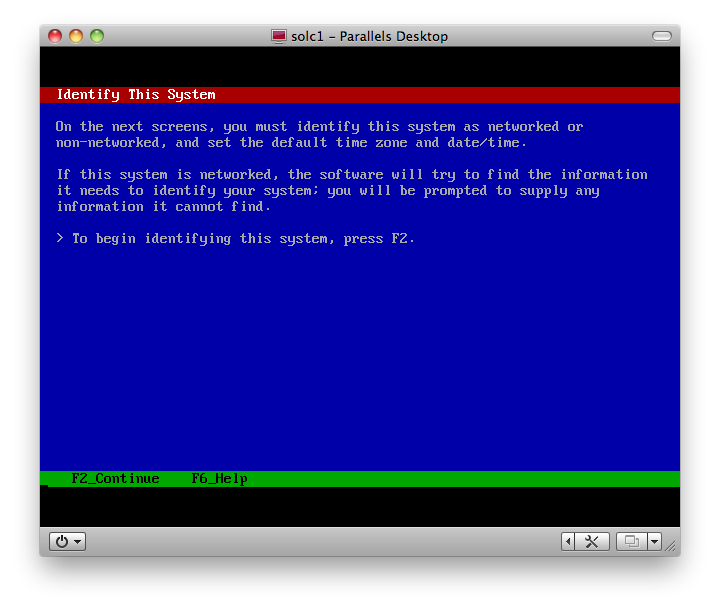 solc1 – Parallels Desktop
Identify This System
On the next screens, you must identify this system as networked or
non-networked, and set the default time zone and date/time.
If this system is networked, the software will try to find the information
it needs to identify your system; you will be prompted to supply any
information it cannot find.
> To begin identifying this system, press F2.
F2_Continue F6_Help